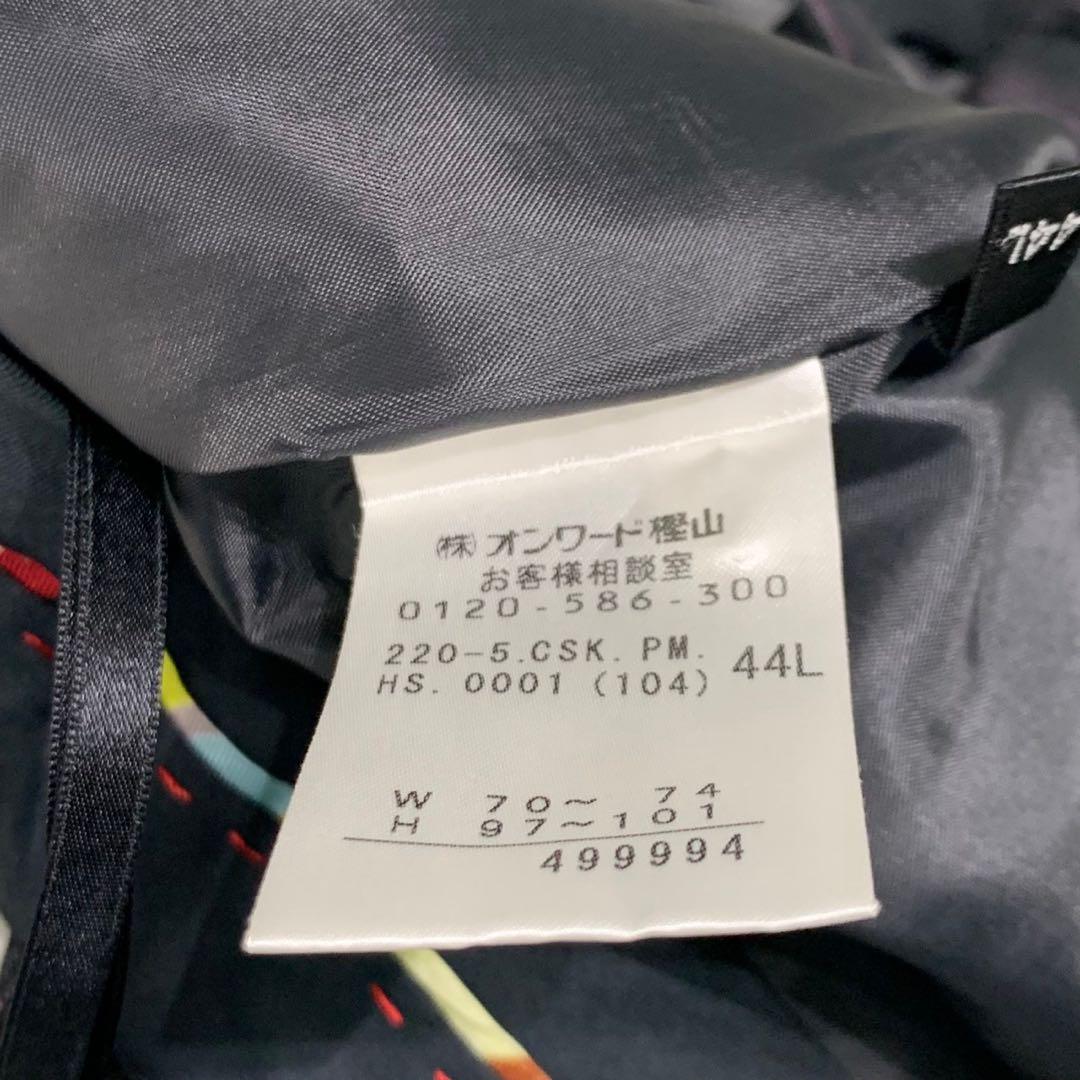 ㈱オンワード樫山
お客様相談室
0120-586-300
220-5.CSK. PM.
HS. 0001 (104) 44L
W 70～ 74
H 97～101
499994
44L